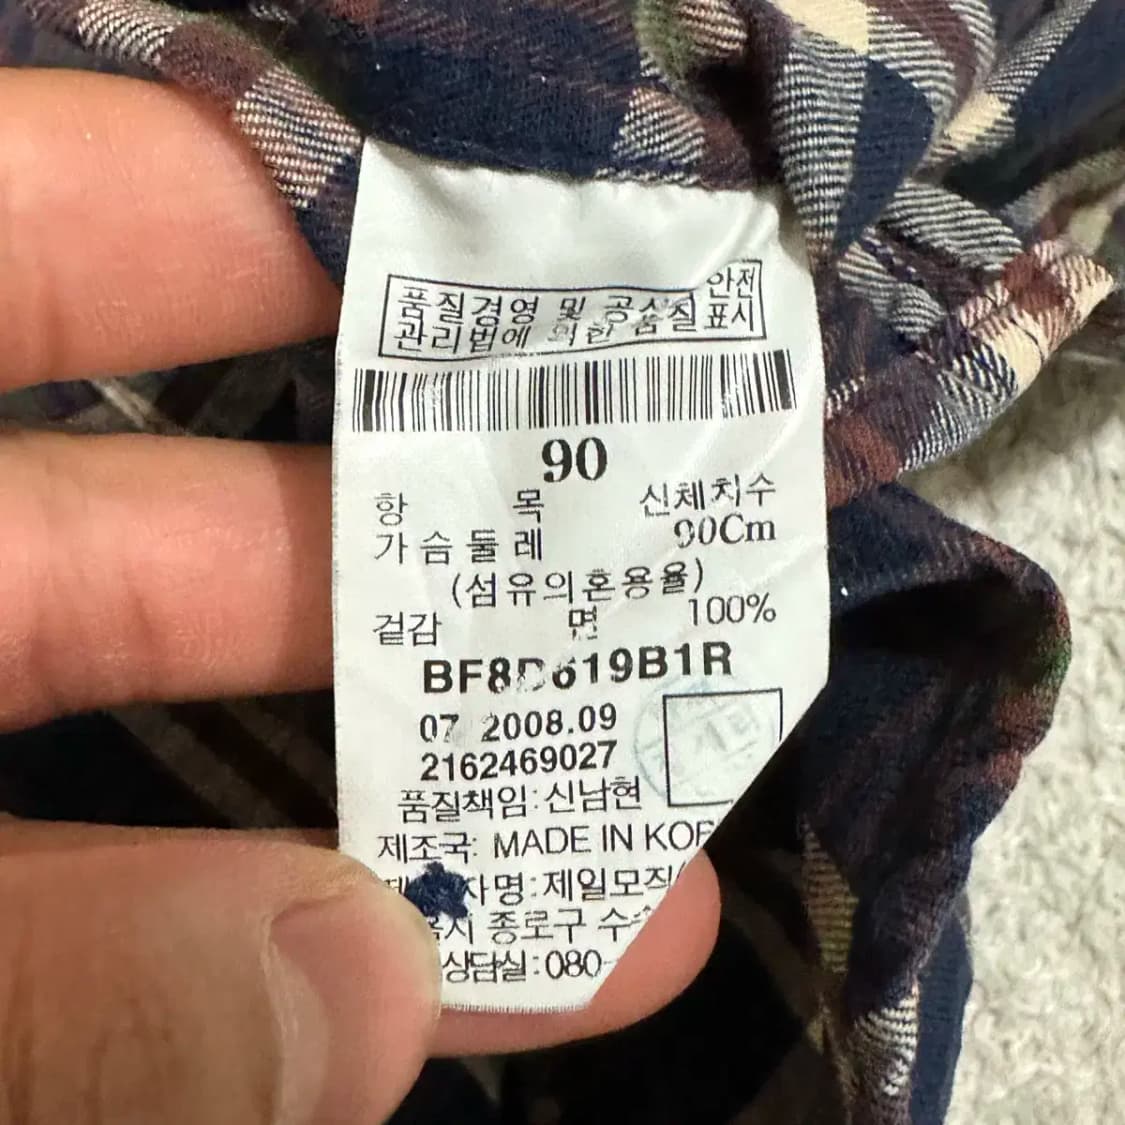 품질경영 및 공산품 안전
관리법에 의한 품질표시
90
항 목 신체치수
가슴둘레 90Cm
(섬유의혼용율)
겉감 면 100%
BF8D619B1R
07 2008.09
2162469027
품질책임:신남현
제조국: MADE IN KOR
자명:제일모직(
종로구 수송
상담실:080-